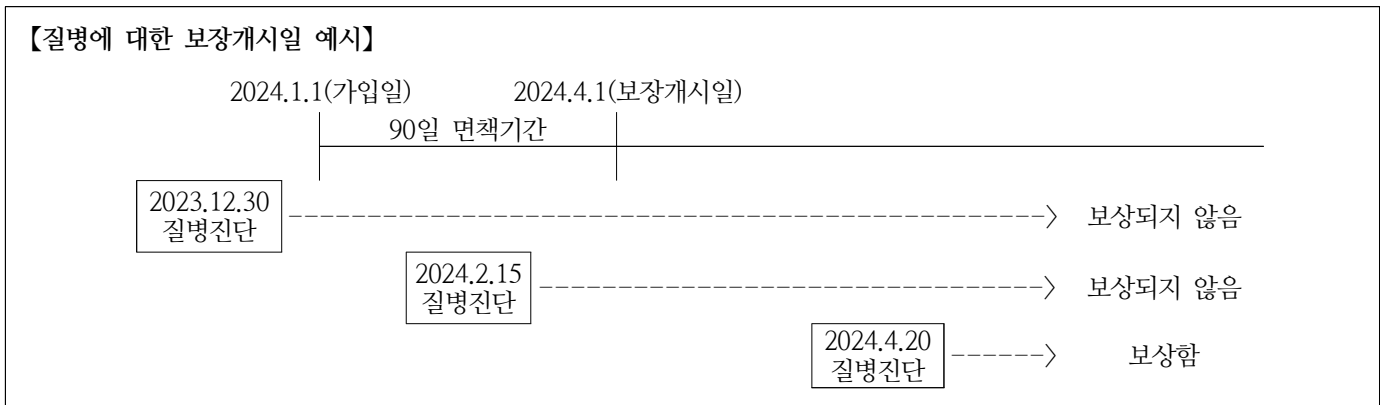 【질병에 대한 보장개시일 예시】
2024.1.1(가입일) 2024.4.1(보장개시일)
90일 면책기간
2023.12.30
질병진단
보상되지 않음
2024.2.15
질병진단
보상되지 않음
2024.4.20
질병진단
보상함